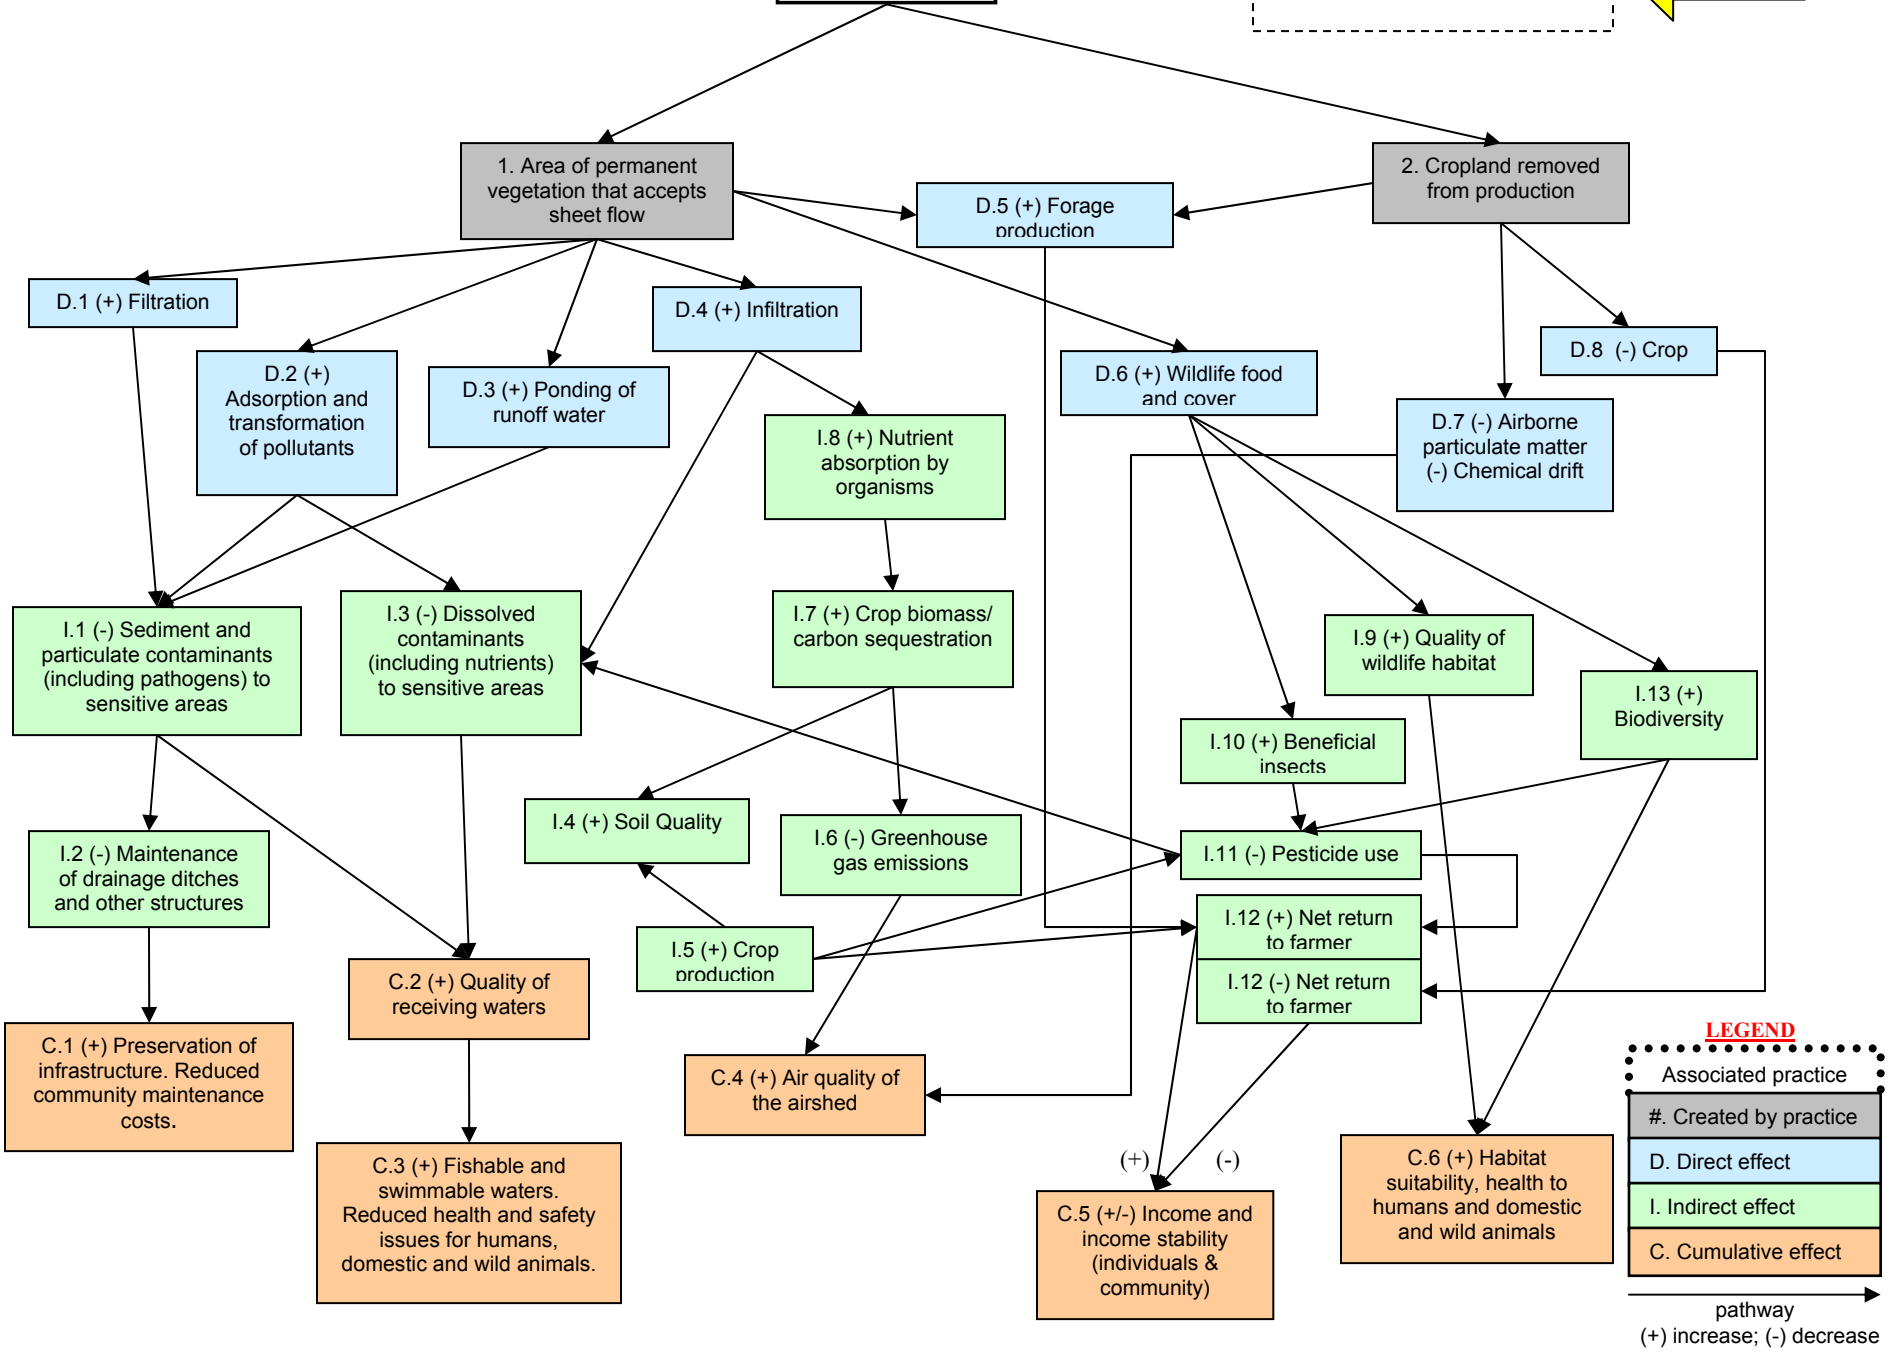 1. Area of permanent
vegetation that accepts
sheet flow
2. Cropland removed
from production
D.5 (+) Forage
production
D.1 (+) Filtration
D.4 (+) Infiltration
D.8 (-) Crop
D.2 (+)
Adsorption and
transformation
of pollutants
D.3 (+) Ponding of
runoff water
D.6 (+) Wildlife food
and cover
D.7 (-) Airborne
particulate matter
(-) Chemical drift
I.8 (+) Nutrient
absorption by
organisms
I.1 (-) Sediment and
particulate contaminants
(including pathogens) to
sensitive areas
I.3 (-) Dissolved
contaminants
(including nutrients)
to sensitive areas
I.7 (+) Crop biomass/
carbon sequestration
I.9 (+) Quality of
wildlife habitat
I.13 (+)
Biodiversity
I.10 (+) Beneficial
insects
I.4 (+) Soil Quality
I.6 (-) Greenhouse
gas emissions
I.11 (-) Pesticide use
I.2 (-) Maintenance
of drainage ditches
and other structures
I.5 (+) Crop
production
I.12 (+) Net return
to farmer
I.12 (-) Net return
to farmer
C.2 (+) Quality of
receiving waters
C.1 (+) Preservation of
infrastructure. Reduced
community maintenance
costs.
C.4 (+) Air quality of
the airshed
C.3 (+) Fishable and
swimmable waters.
Reduced health and safety
issues for humans,
domestic and wild animals.
(+)
(-)
C.5 (+/-) Income and
income stability
(individuals &
community)
C.6 (+) Habitat
suitability, health to
humans and domestic
and wild animals
LEGEND
Associated practice
#. Created by practice
D. Direct effect
I. Indirect effect
C. Cumulative effect
pathway
(+) increase; (-) decrease